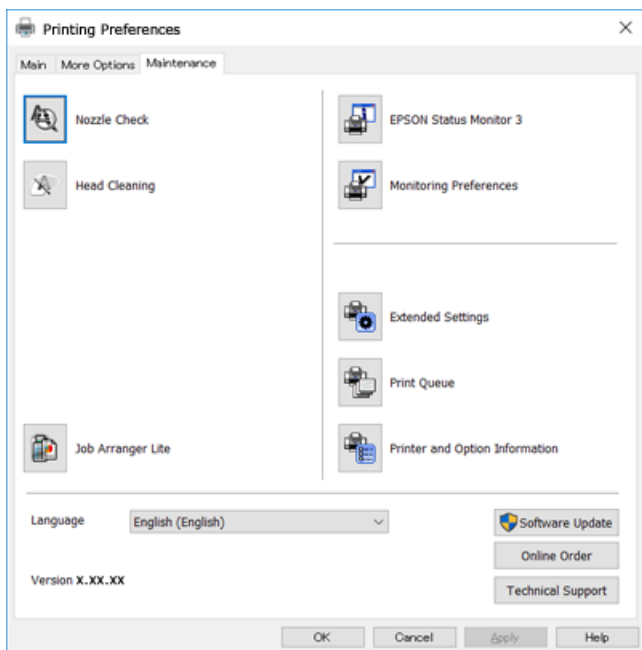 Printing Preferences
Main
More Options
Maintenance
Nozzle Check
Head Cleaning
Job Arranger Lite
EPSON Status Monitor 3
Monitoring Preferences
Extended Settings
Print Queue
Printer and Option Information
Language
English (English)
Version X.XX.XX
Software Update
Online Order
Technical Support
OK
Cancel
Apply
Help